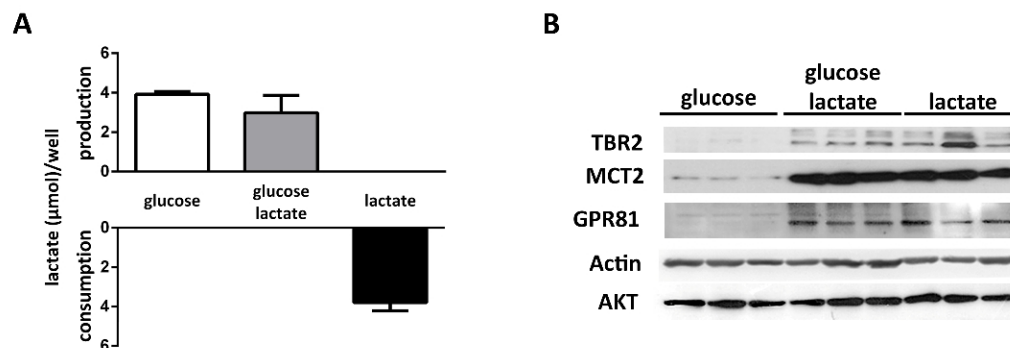 A
lactate (μmol)/well
production
6
4
2
0
glucose
glucose
lactate
lactate
consumption
0
2
4
6
B
glucose
glucose
lactate
lactate
TBR2
MCT2
GPR81
Actin
AKT